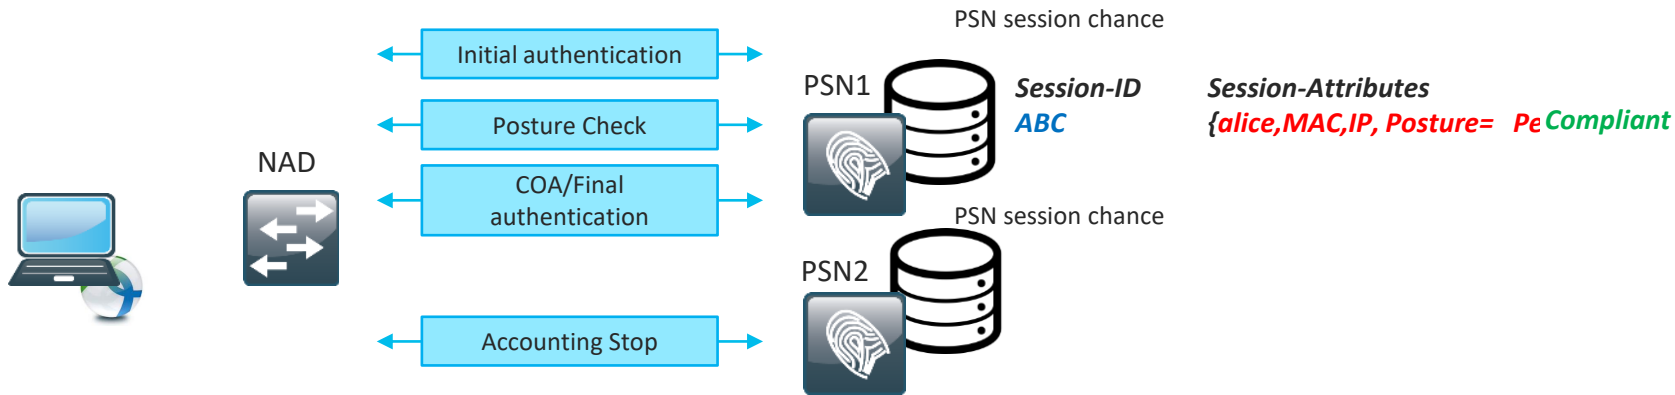 PSN session chance
Initial authentication
PSN1
Session-ID
Session-Attributes
ABC
{alice,MAC,IP, Posture= Pe Compliant
Posture Check
NAD
COA/Final
authentication
PSN session chance
PSN2
Accounting Stop